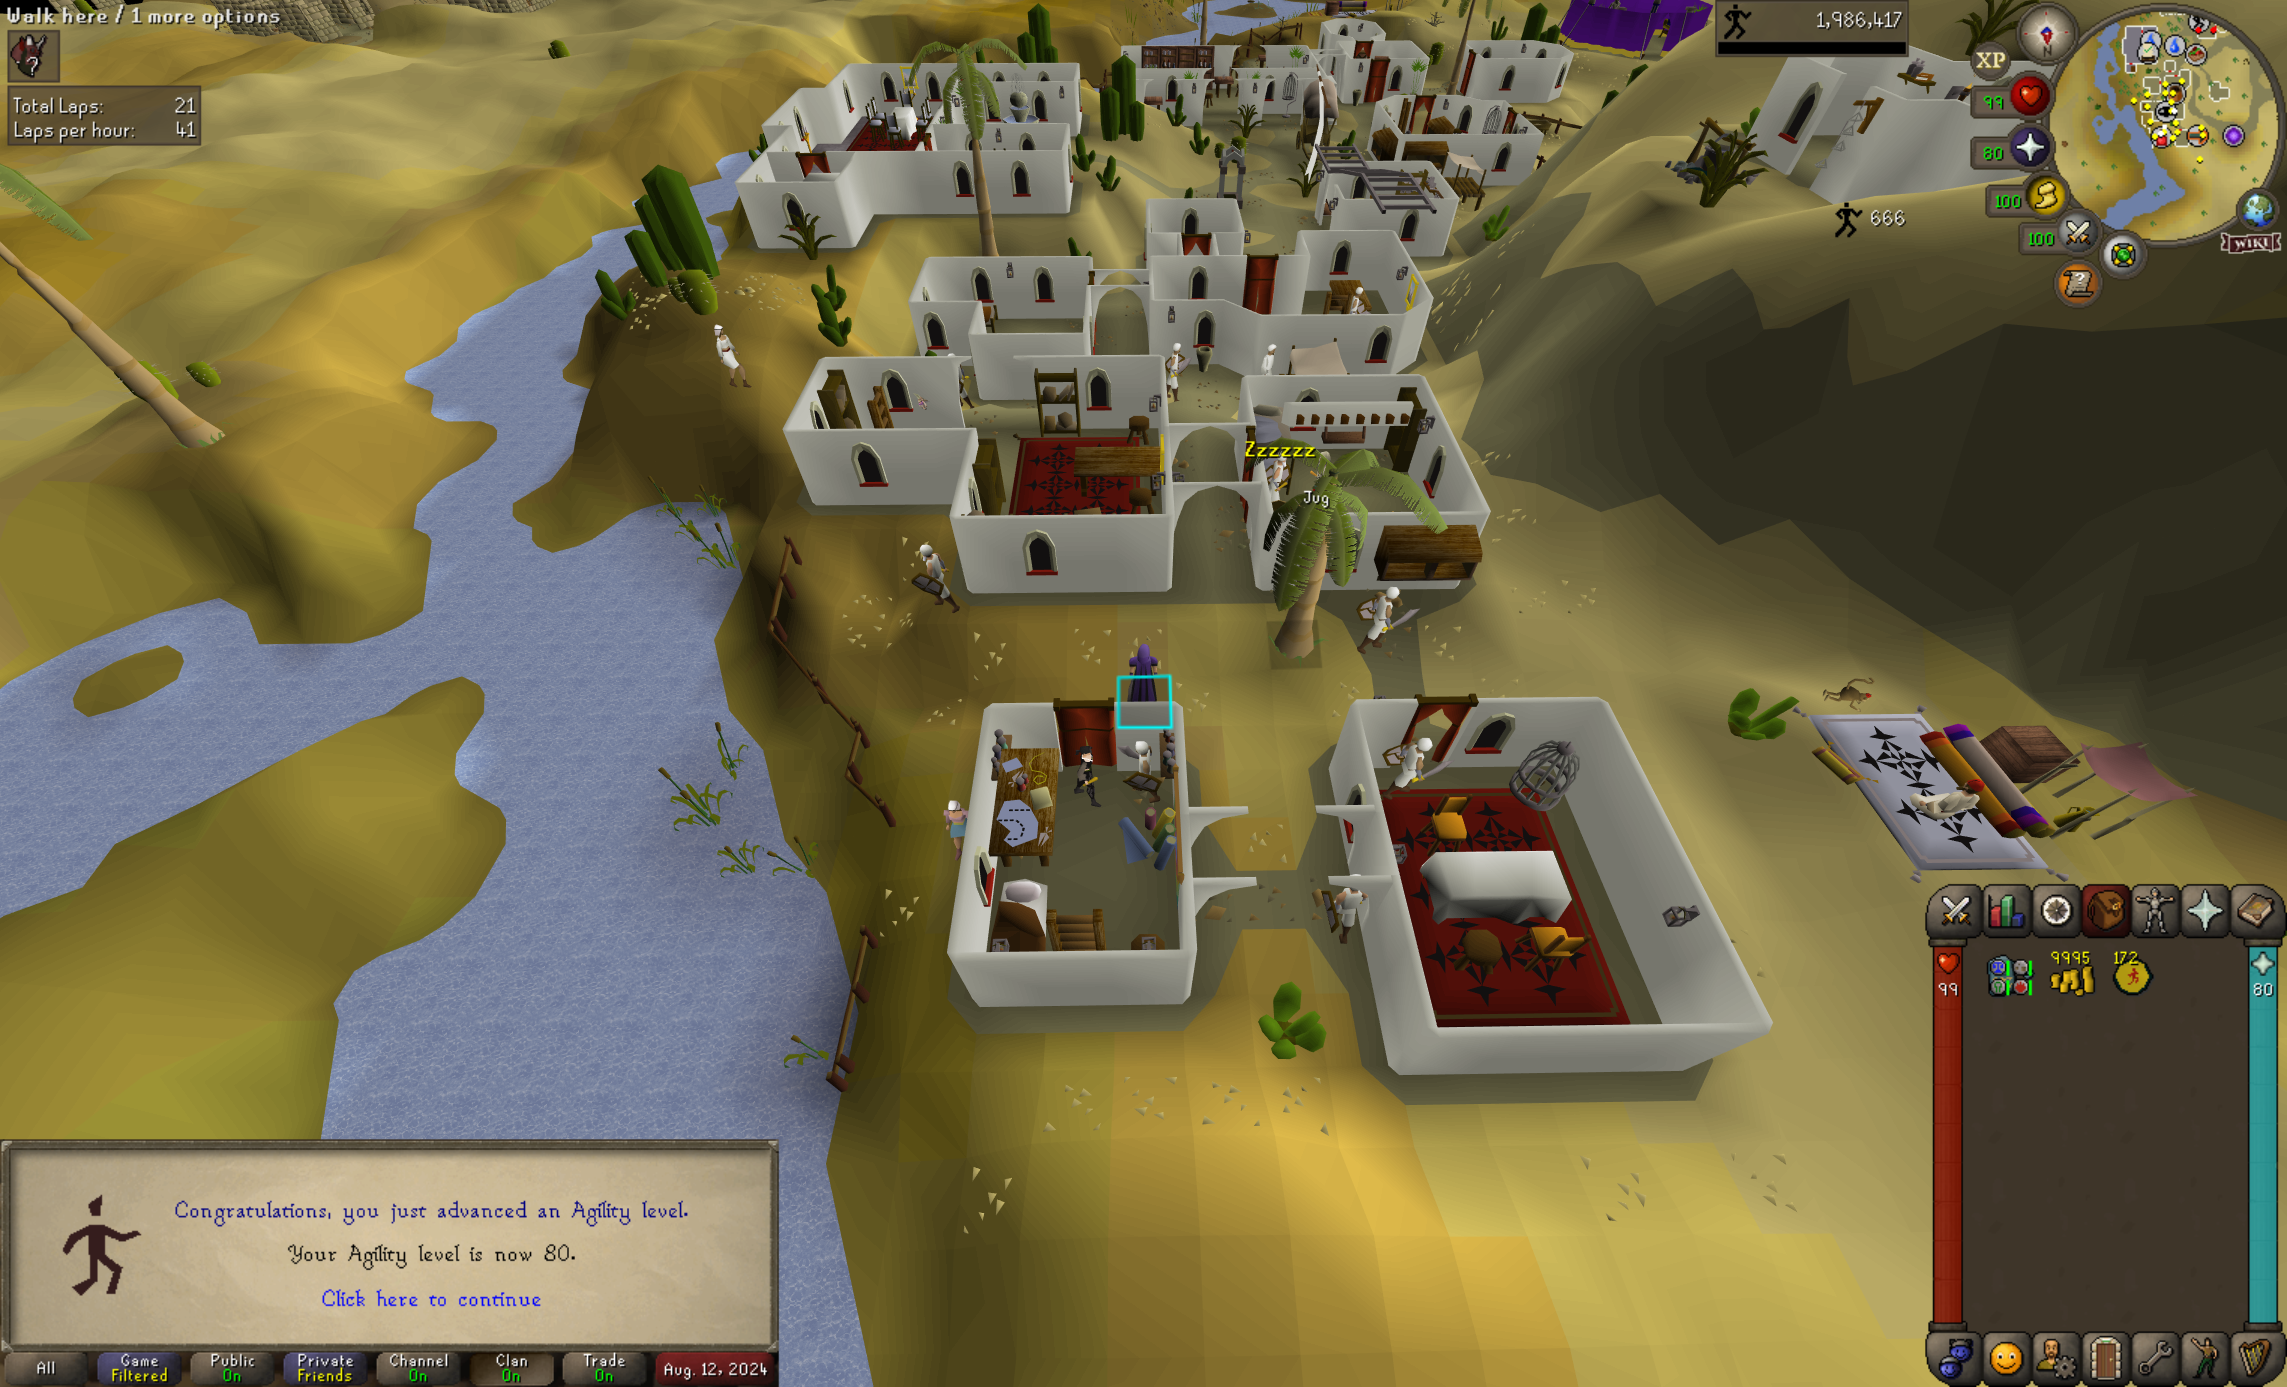 Walk here / 1 more options
Total Laps: 21
Laps per hour: 41
1,986,417
XP
99
80
100
100
WIKI
666
Zzzzzz
Jug
9995
172
99
80
Congratulations, you just advanced an Agility level.
Your Agility level is now 80.
Click here to continue
All
Game
Filtered
Public
On
Private
Friends
Channel
On
Clan
On
Trade
On
Aug. 12, 2024